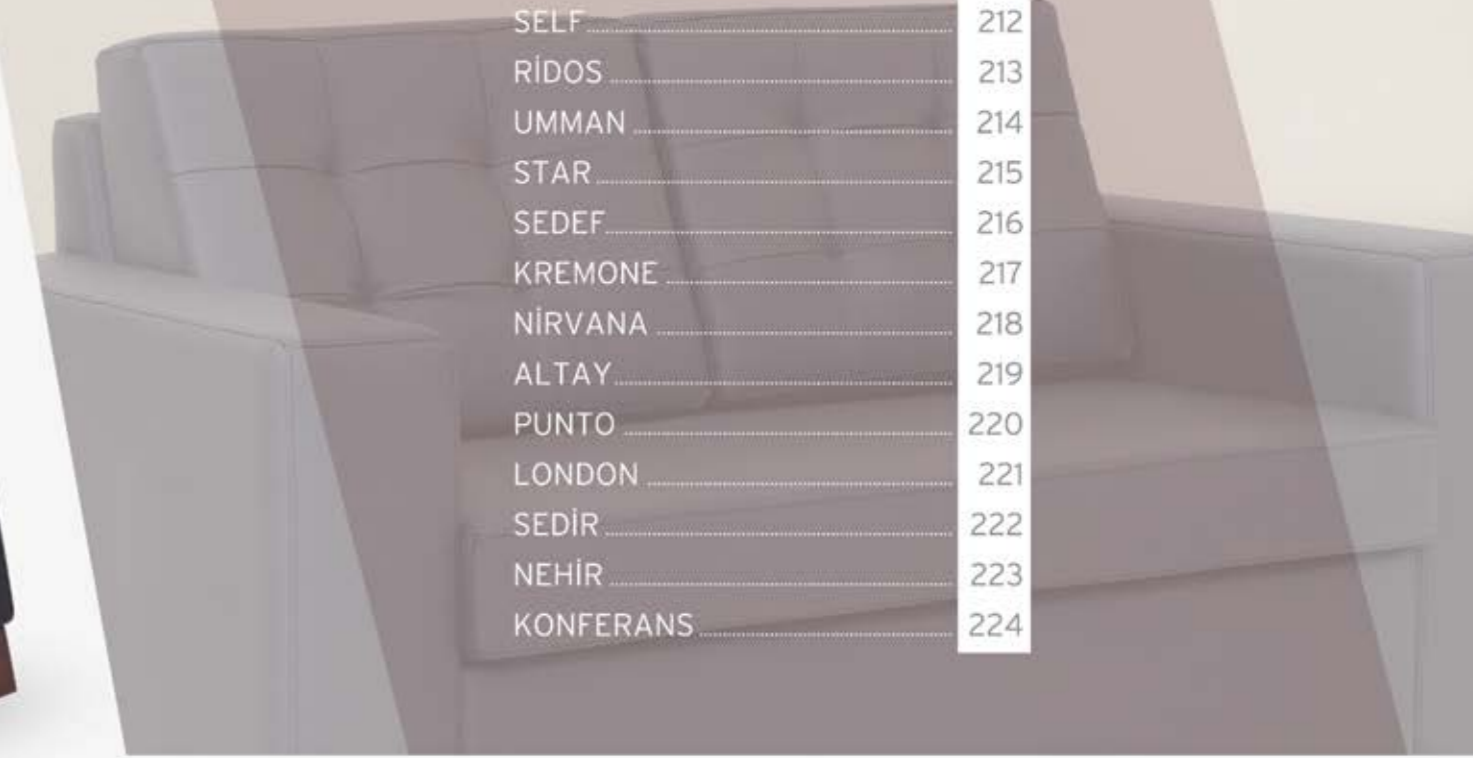 SELF 212
RİDOS 213
UMMAN 214
STAR 215
SEDEF 216
KREMONE 217
NİRVANA 218
ALTAY 219
PUNTO 220
LONDON 221
SEDİR 222
NEHİR 223
KONFERANS 224